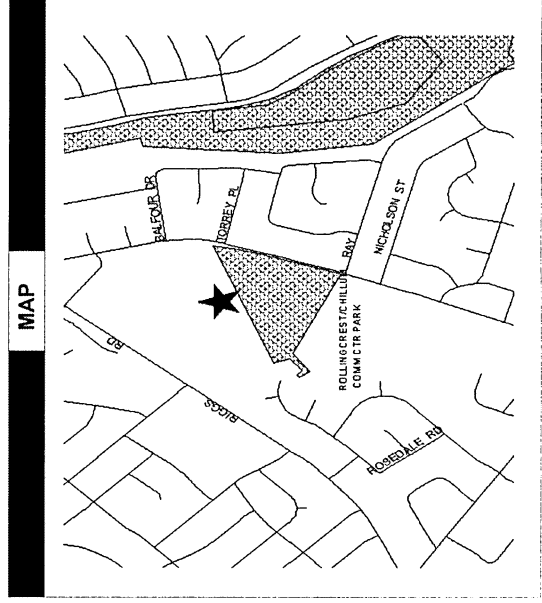 MAP
BALFOUR DR
TORREY PL
RD
RIGGS
RAY
NICHOLSON ST
ROLLINGCREST/CHILLUM
COMM CTR PARK
ROSEDALE RD